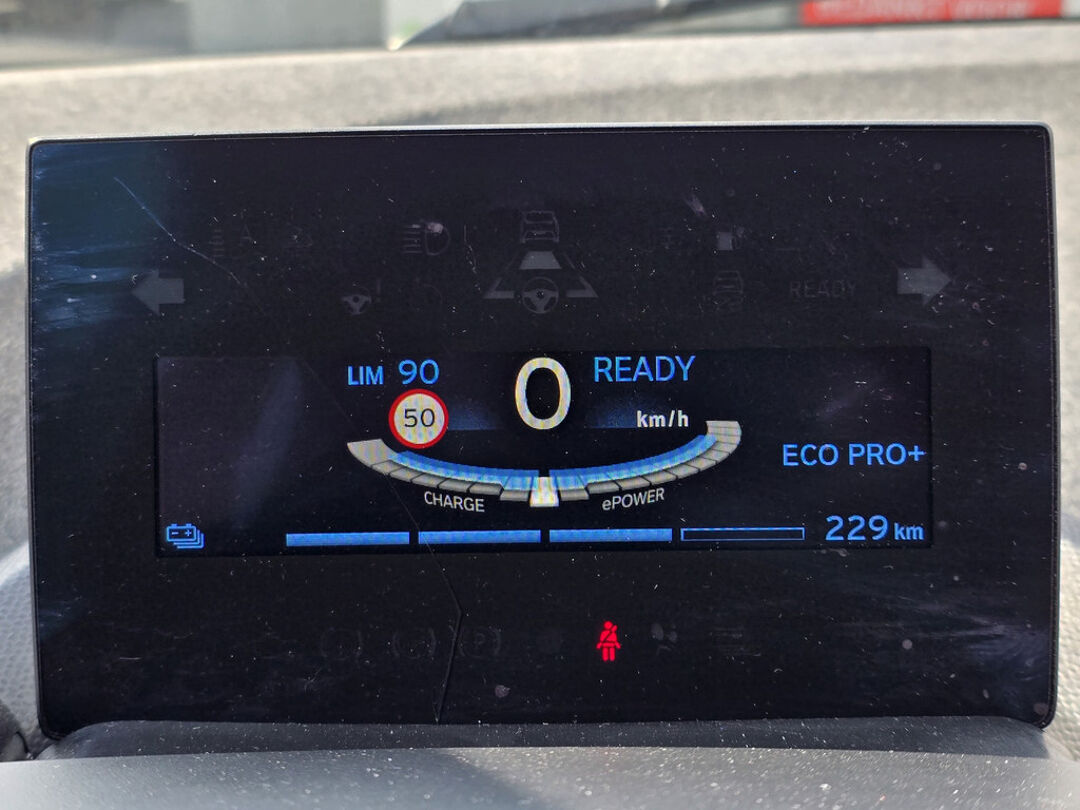 READY
LIM 90
0
READY
50
km/h
ECO PRO+
CHARGE
ePOWER
229 km